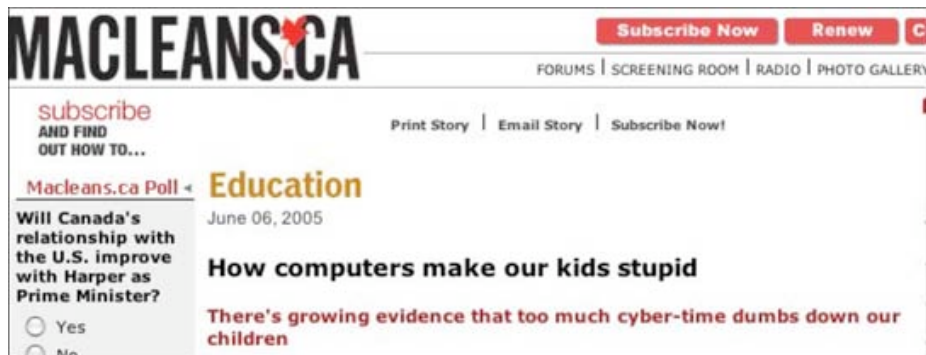 MACLEANS.CA
Subscribe Now
Renew
C
FORUMS | SCREENING ROOM | RADIO | PHOTO GALLERY
subscribe
AND FIND
OUT HOW TO...
Print Story | Email Story | Subscribe Now!
Macleans.ca Poll
Will Canada's
relationship with
the U.S. improve
with Harper as
Prime Minister?
Yes
No
Education
June 06, 2005
How computers make our kids stupid
There's growing evidence that too much cyber-time dumbs down our
children